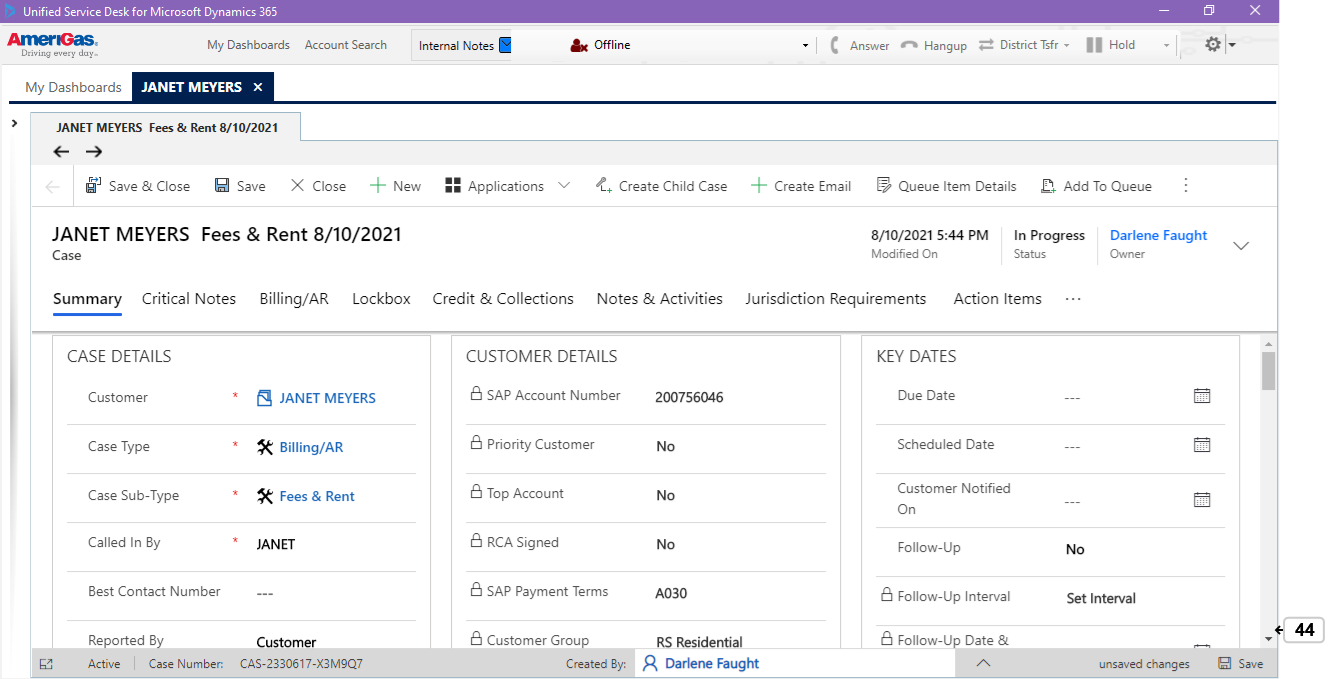 Unified Service Desk for Microsoft Dynamics 365
AmeriGas
Driving every day
My Dashboards Account Search Internal Notes Offline Answer Hangup District Tsfr Hold
My Dashboards JANET MEYERS
JANET MEYERS Fees & Rent 8/10/2021
Save & Close Save Close New Applications Create Child Case Create Email Queue Item Details Add To Queue
JANET MEYERS Fees & Rent 8/10/2021
Case
8/10/2021 5:44 PM In Progress Darlene Faught
Modified On Status Owner
Summary Critical Notes Billing/AR Lockbox Credit & Collections Notes & Activities Jurisdiction Requirements Action Items ...
CASE DETAILS
Customer * JANET MEYERS
Case Type * Billing/AR
Case Sub-Type * Fees & Rent
Called In By * JANET
Best Contact Number ---
Reported By Customer
CUSTOMER DETAILS
SAP Account Number 200756046
Priority Customer No
Top Account No
RCA Signed No
SAP Payment Terms A030
Customer Group RS Residential
KEY DATES
Due Date ---
Scheduled Date ---
Customer Notified
On ---
Follow-Up No
Follow-Up Interval Set Interval
Follow-Up Date &
44
Active Case Number: CAS-2330617-X3M9Q7 Created By: Darlene Faught unsaved changes Save